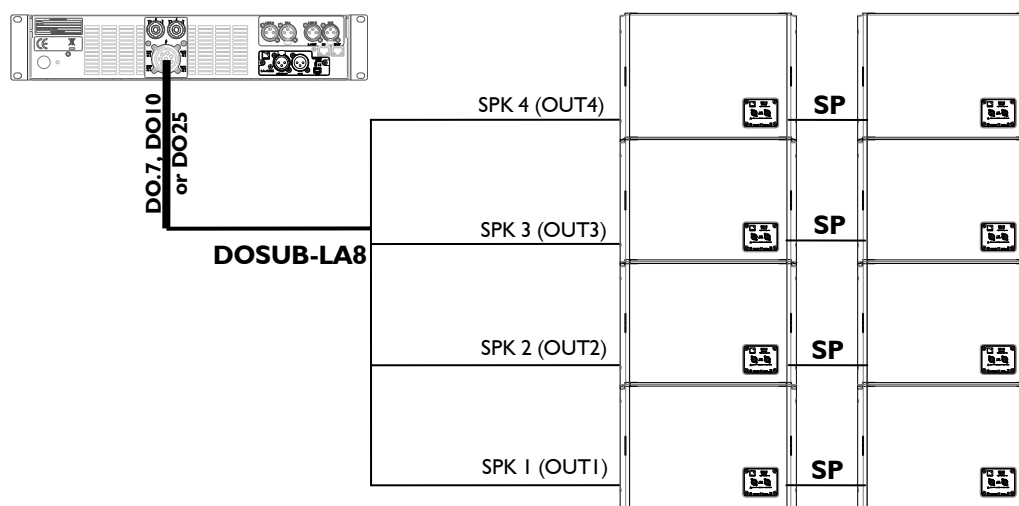 SPK 4 (OUT4)
SP
DO.7, DO10
or DO25
SPK 3 (OUT3)
SP
DOSUB-LA8
SPK 2 (OUT2)
SP
SPK 1 (OUT1)
SP